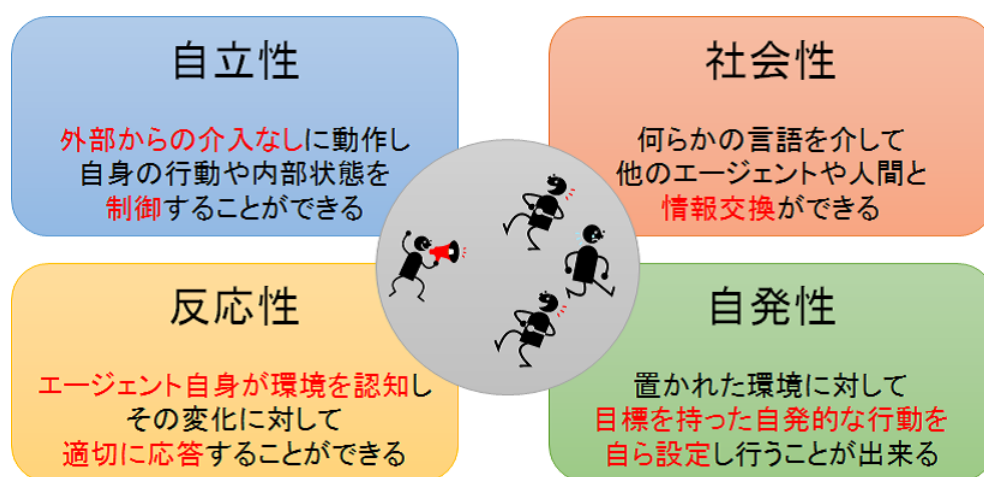 自立性
外部からの介入なしに動作し
自身の行動や内部状態を
制御することができる
社会性
何らかの言語を介して
他のエージェントや人間と
情報交換ができる
反応性
エージェント自身が環境を認知し
その変化に対して
適切に応答することができる
自発性
置かれた環境に対して
目標を持った自発的な行動を
自ら設定し行うことが出来る